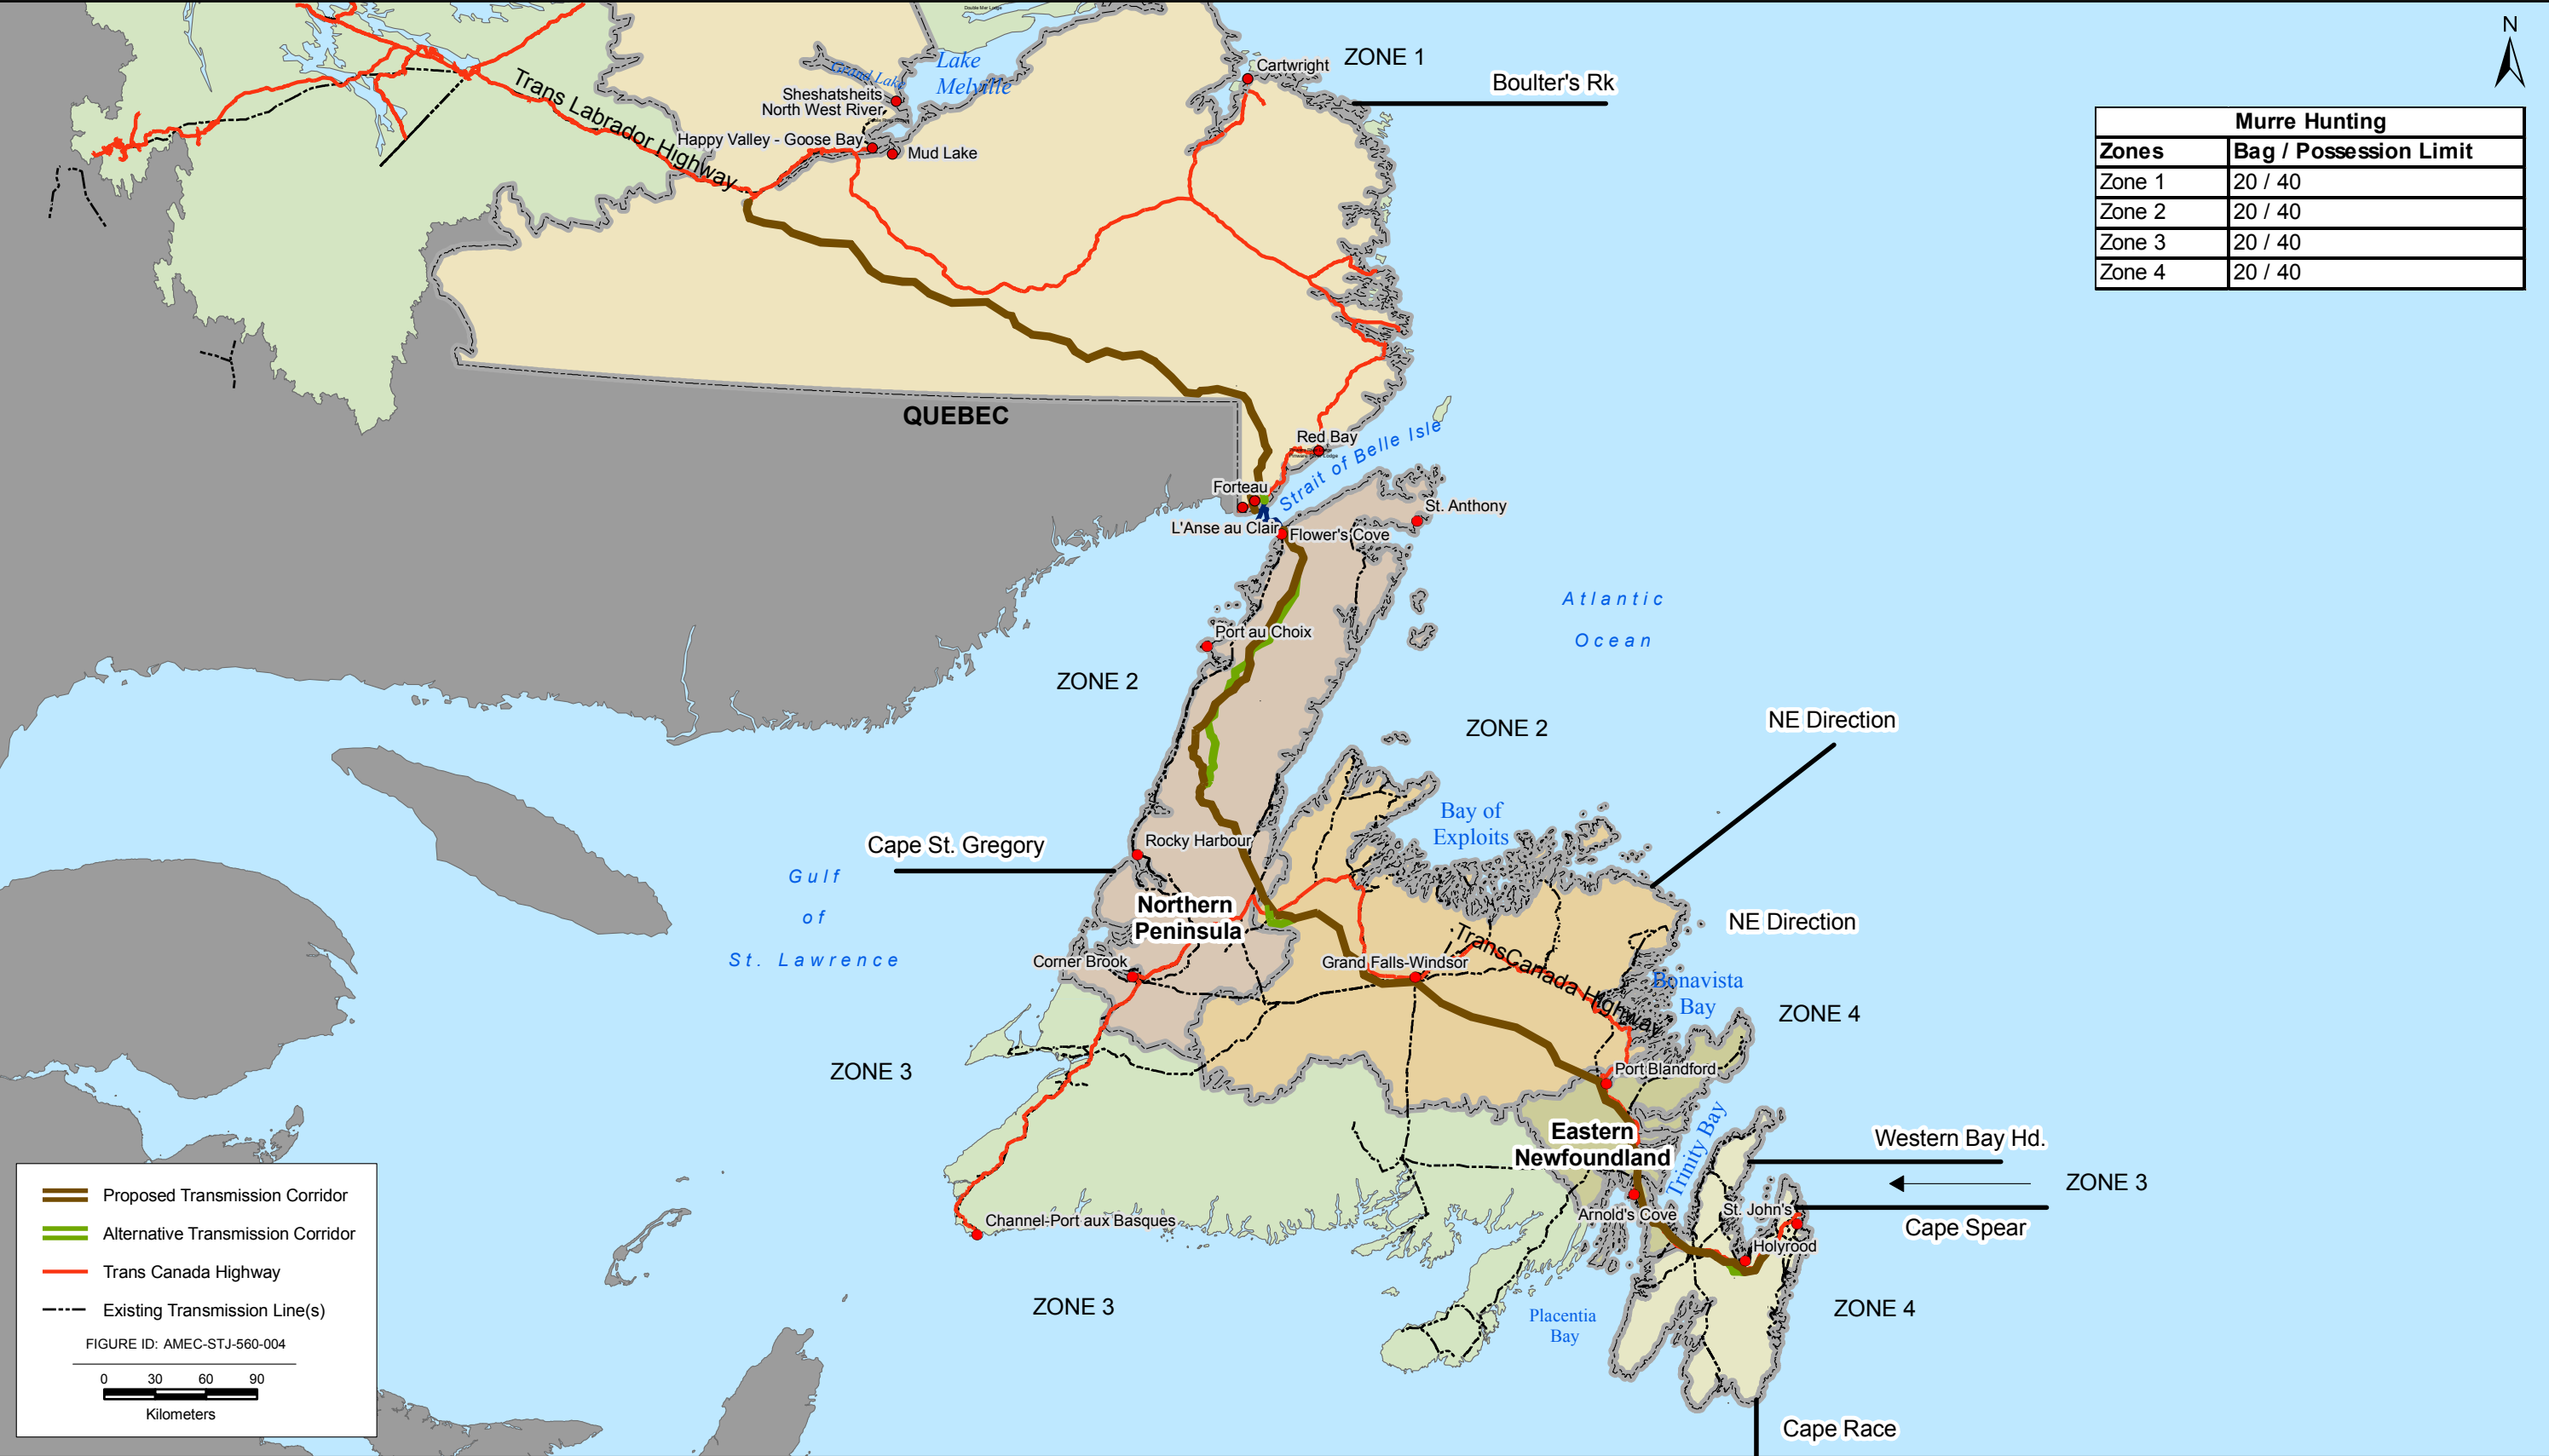 Double Mer Lodge
N
ZONE 1
Cartwright
Boulter's Rk
Lake
Melville
Grand Lake
Sheshatsheits
North West River
Trans Labrador Highway
Happy Valley - Goose Bay
Mud Lake
Murre Hunting
Zones Bag / Possession Limit
Zone 1 20 / 40
Zone 2 20 / 40
Zone 3 20 / 40
Zone 4 20 / 40
QUEBEC
Red Bay
Strait of Belle Isle
Forteau
L'Anse au Clair
St. Anthony
Flower's Cove
Atlantic
Ocean
Port au Choix
ZONE 2
ZONE 2
NE Direction
Bay of
Exploits
Cape St. Gregory
Rocky Harbour
Gulf
of
St. Lawrence
Northern
Peninsula
NE Direction
TransCanada Highway
Corner Brook
Grand Falls-Windsor
Bonavista
Bay
ZONE 4
ZONE 3
Port Blandford
Eastern
Newfoundland
Trinity Bay
Western Bay Hd.
ZONE 3
Arnold's Cove
St. John's
Cape Spear
Channel-Port aux Basques
Holyrood
ZONE 3
Placentia
Bay
ZONE 4
Cape Race
Proposed Transmission Corridor
Alternative Transmission Corridor
Trans Canada Highway
Existing Transmission Line(s)
FIGURE ID: AMEC-STJ-560-004
0 30 60 90
Kilometers